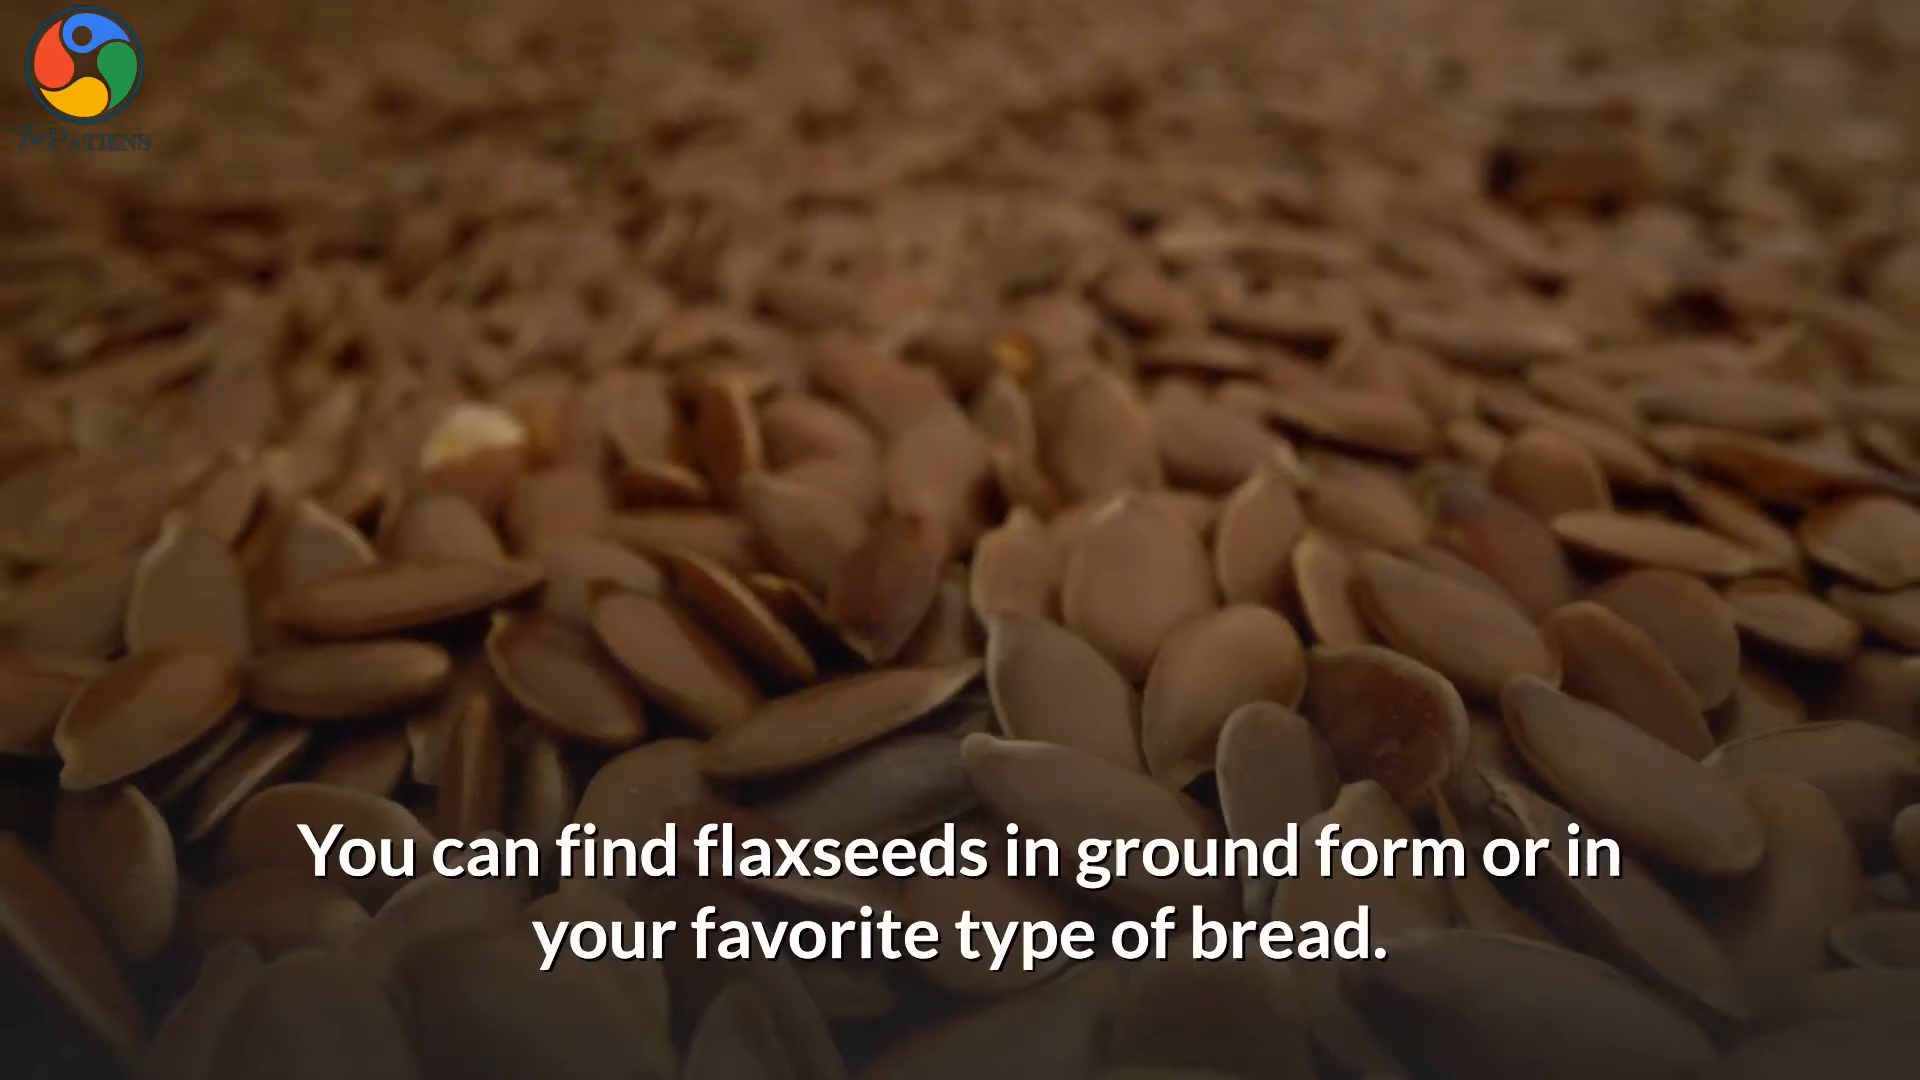 You can find flaxseeds in ground form or in
your favorite type of bread.